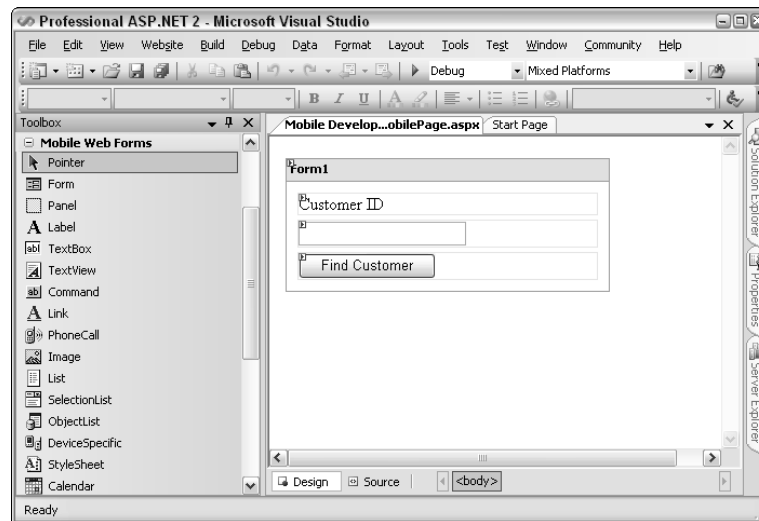 Professional ASP.NET 2 - Microsoft Visual Studio
File Edit View Website Build Debug Data Format Layout Tools Test Window Community Help
Debug Mixed Platforms
B I U A
Toolbox
Mobile Develop...obilePage.aspx Start Page
Mobile Web Forms
Pointer
Form
Panel
A Label
abl TextBox
TextView
ab Command
A Link
PhoneCall
Image
List
SelectionList
ObjectList
DeviceSpecific
StyleSheet
Calendar
Form1
Customer ID
Find Customer
Design Source <body>
Solution Explorer
Properties
Server Explorer
Ready